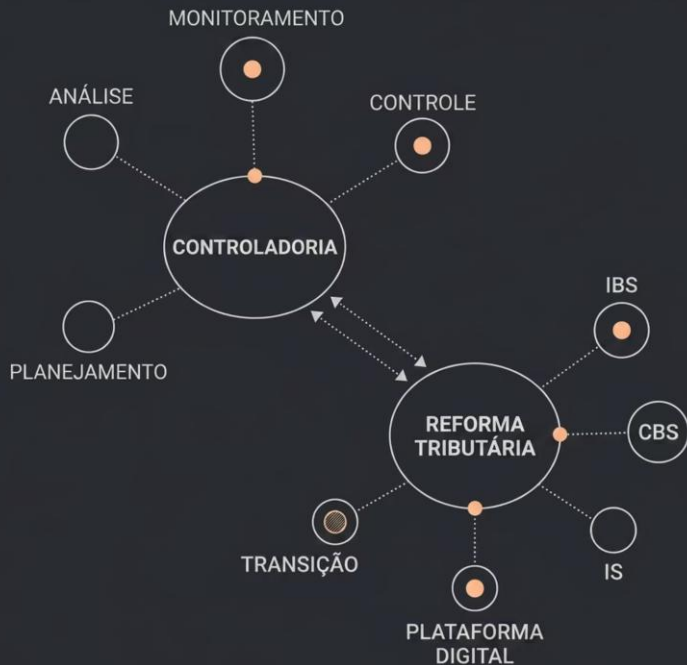 MONITORAMENTO
ANÁLISE
CONTROLE
CONTROLADORIA
PLANEJAMENTO
IBS
REFORMA
TRIBUTÁRIA
CBS
TRANSIÇÃO
IS
PLATAFORMA
DIGITAL